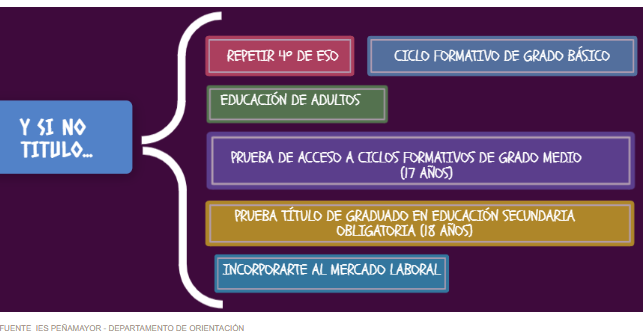 Y SI NO
TITULO...
REPETIR 4º DE ESO
CICLO FORMATIVO DE GRADO BÁSICO
EDUCACIÓN DE ADULTOS
PRUEBA DE ACCESO A CICLOS FORMATIVOS DE GRADO MEDIO
(17 AÑOS)
PRUEBA TÍTULO DE GRADUADO EN EDUCACIÓN SECUNDARIA
OBLIGATORIA (18 AÑOS)
INCORPORARTE AL MERCADO LABORAL
FUENTE IES PEÑAMAYOR - DEPARTAMENTO DE ORIENTACIÓN